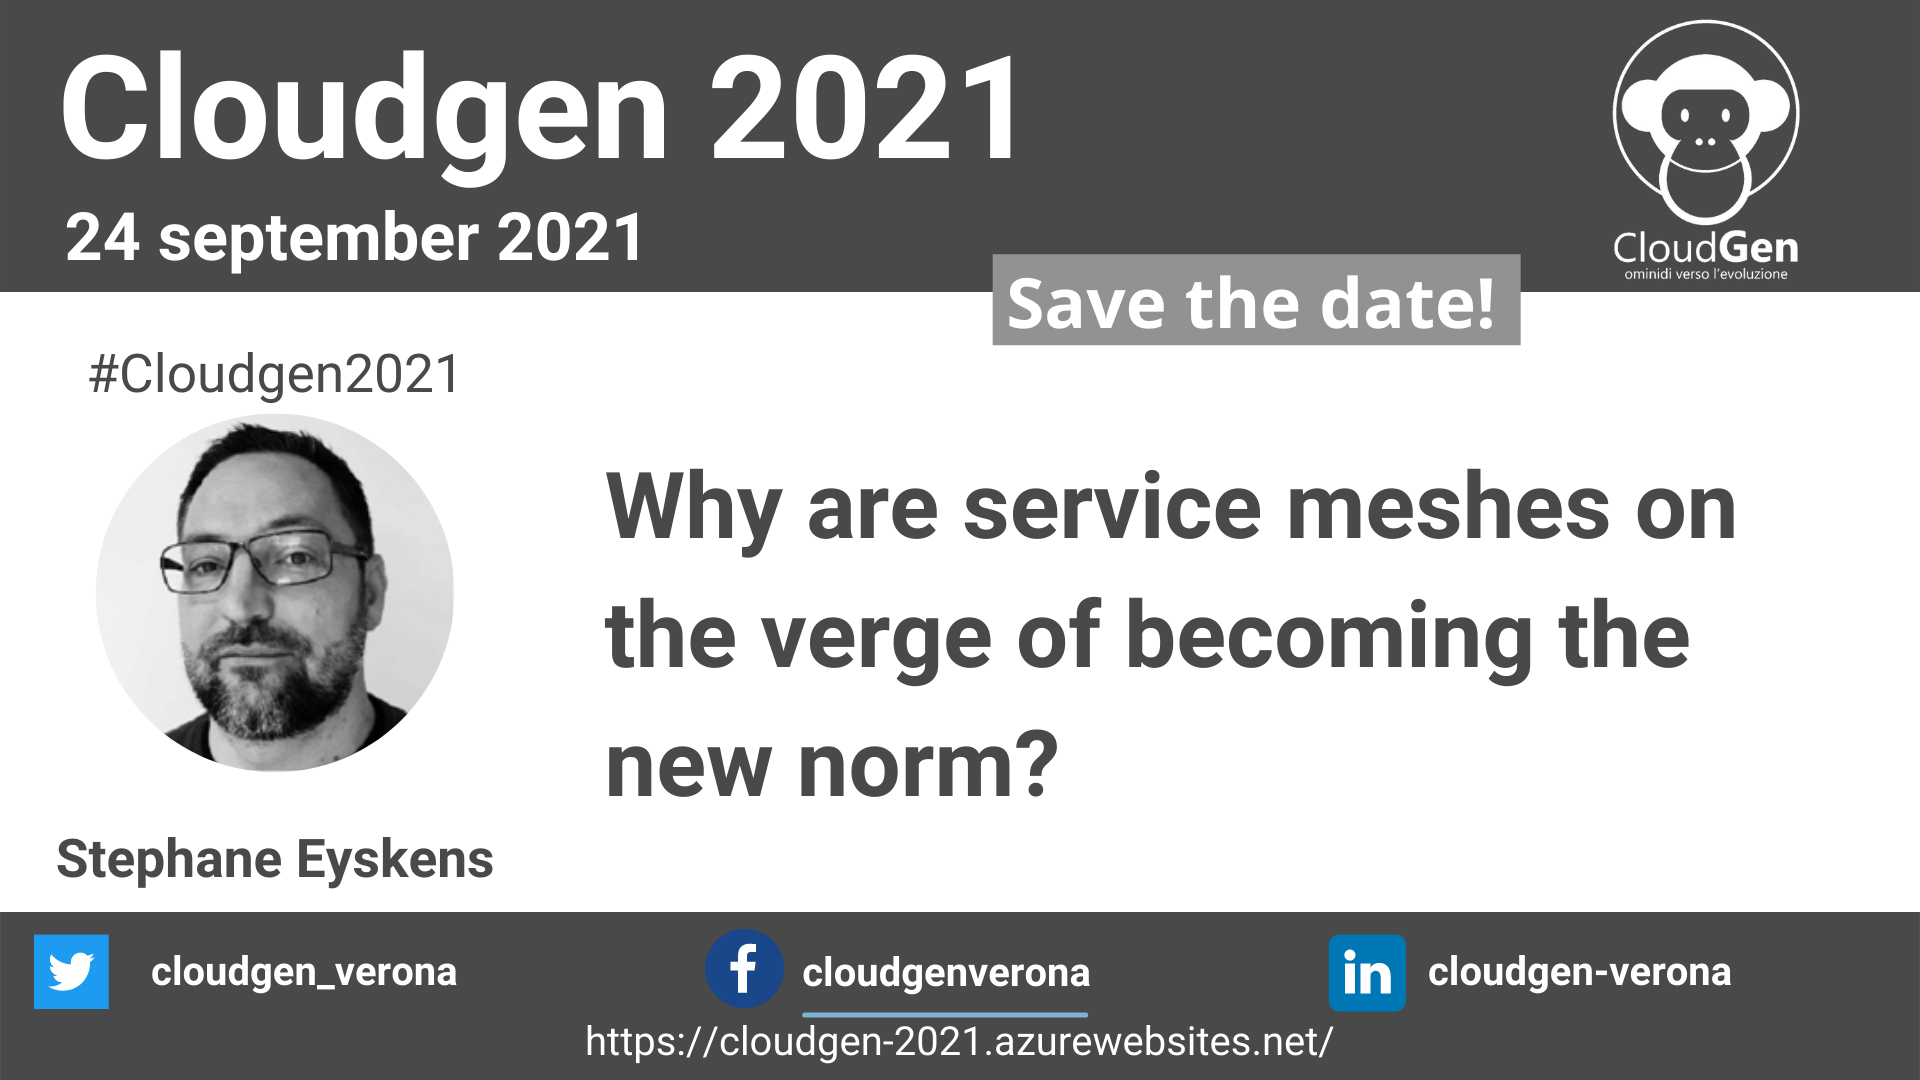 Cloudgen 2021
24 september 2021
CloudGen
ominidi verso l'evoluzione
Save the date!
#Cloudgen2021
Why are service meshes on
the verge of becoming the
new norm?
Stephane Eyskens
cloudgen_verona
cloudgenverona
cloudgen-verona
https://cloudgen-2021.azurewebsites.net/